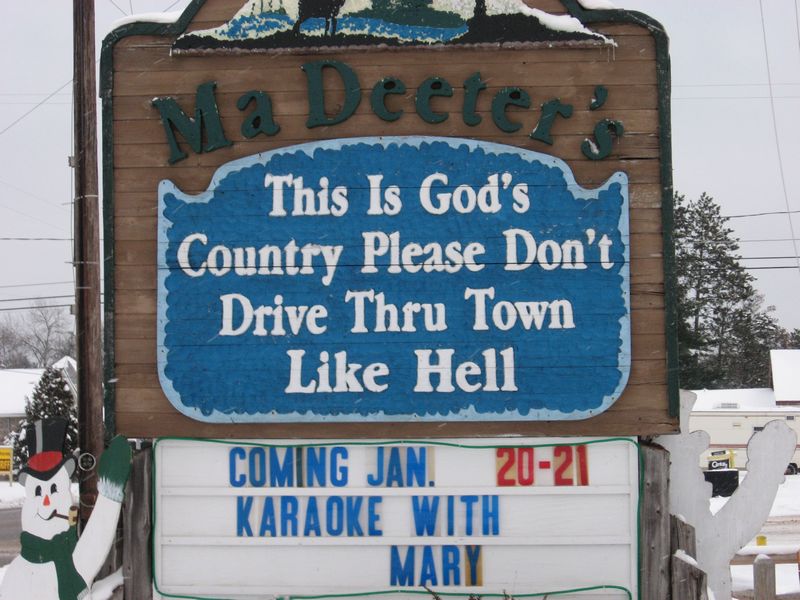 Ma Deeter's
This Is God's
Country Please Don't
Drive Thru Town
Like Hell
COMING JAN. 20-21
KARAOKE WITH
MARY